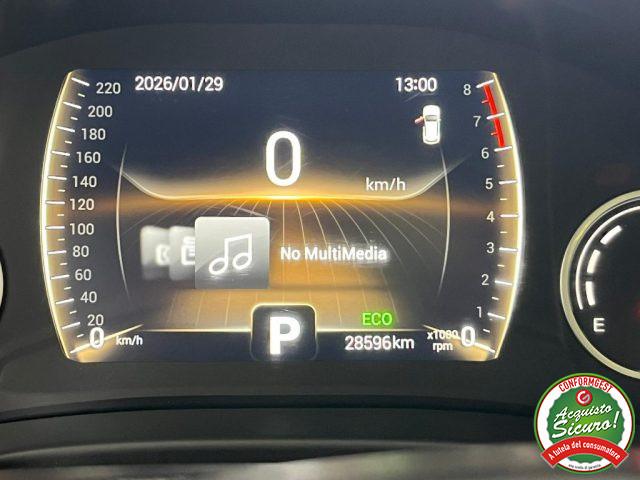 2026/01/29 13:00
220
200
180
160
140
120
100
80
60
40
20
0 km/h
8
7
6
5
4
3
2
1
x1000
rpm 0
0
km/h
No MultiMedia
P
ECO
28596km
E
CONFORMGEST
Acquisto
Sicuro!
A tutela del consumatore